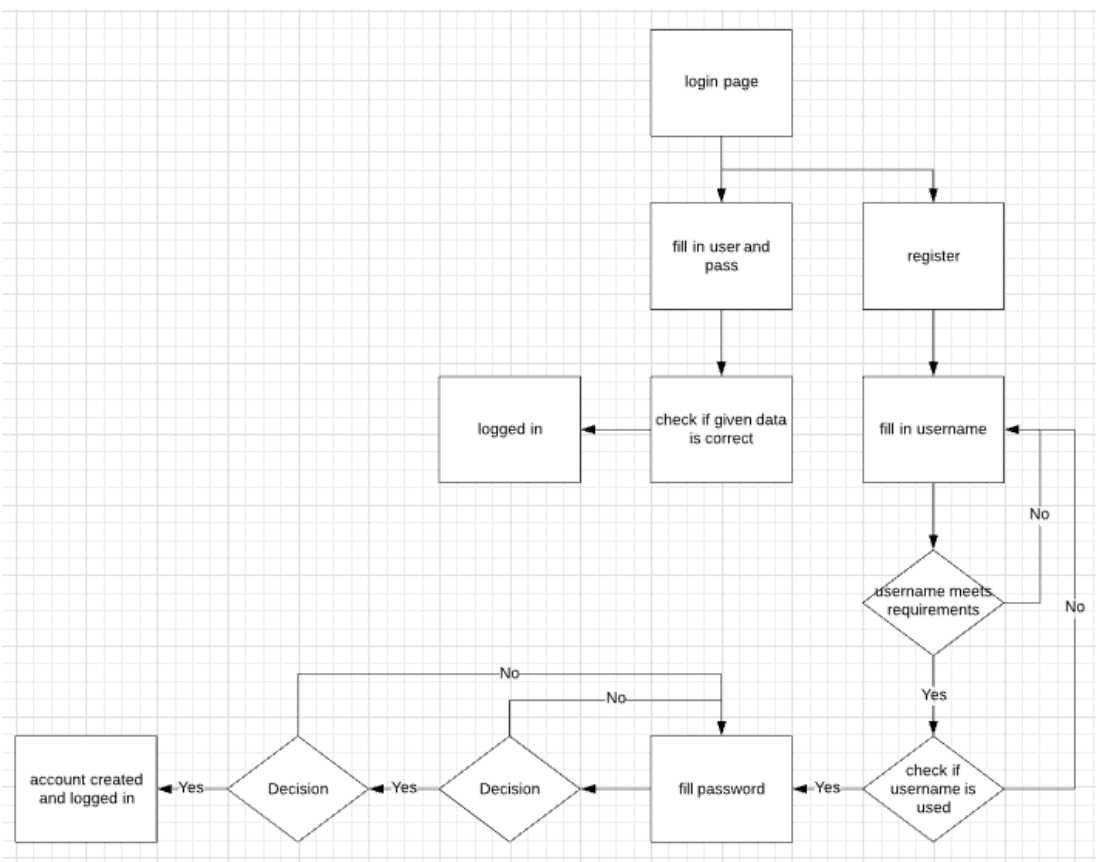 login page
fill in user and
pass
register
logged in
check if given data
is correct
fill in username
No
username meets
requirements
No
Yes
No
No
account created
and logged in
Yes
Decision
Yes
Decision
fill password
Yes
check if
username is
used